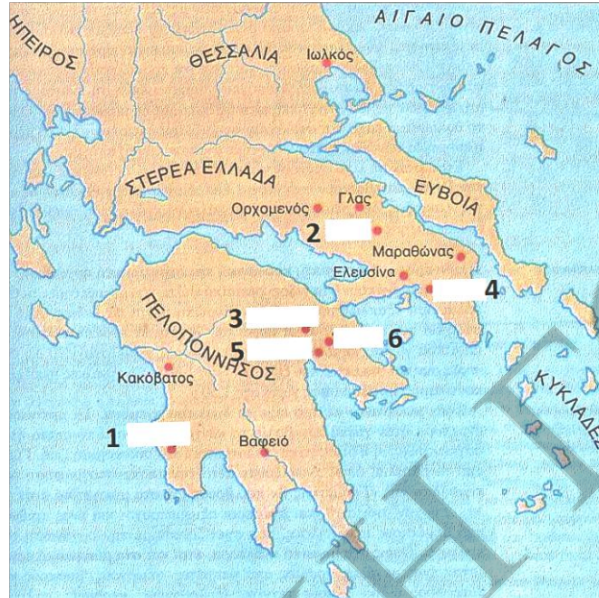 ΑΙΓΑΙΟ ΠΕΛΑΓΟΣ
ΗΠΕΙΡΟΣ
ΘΕΣΣΑΛΙΑ
Ιωλκός
ΣΤΕΡΕΑ ΕΛΛΑΔΑ
ΕΥΒΟΙΑ
Ορχομενός
Γλας
2
Μαραθώνας
Ελευσίνα
4
ΠΕΛΟΠΟΝΝΗΣΟΣ
3
6
5
Κακόβατος
ΚΥΚΛΑΔΕΣ
1
Βαφειό